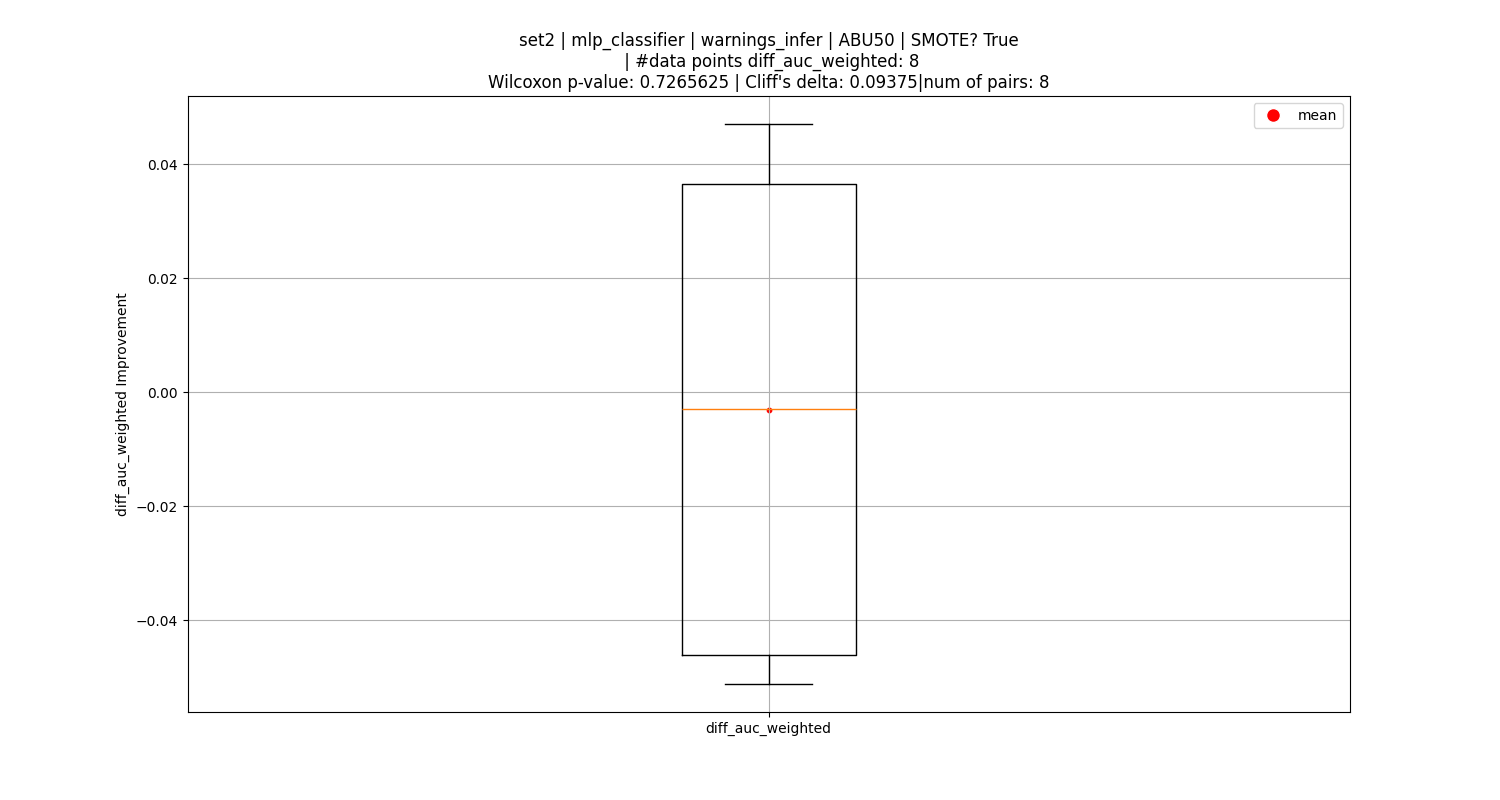 set2 | mlp_classifier | warnings_infer | ABU50 | SMOTE? True
| #data points diff_auc_weighted: 8
Wilcoxon p-value: 0.7265625 | Cliff's delta: 0.09375|num of pairs: 8
mean
0.04
0.02
0.00
−0.02
−0.04
diff_auc_weighted Improvement
diff_auc_weighted